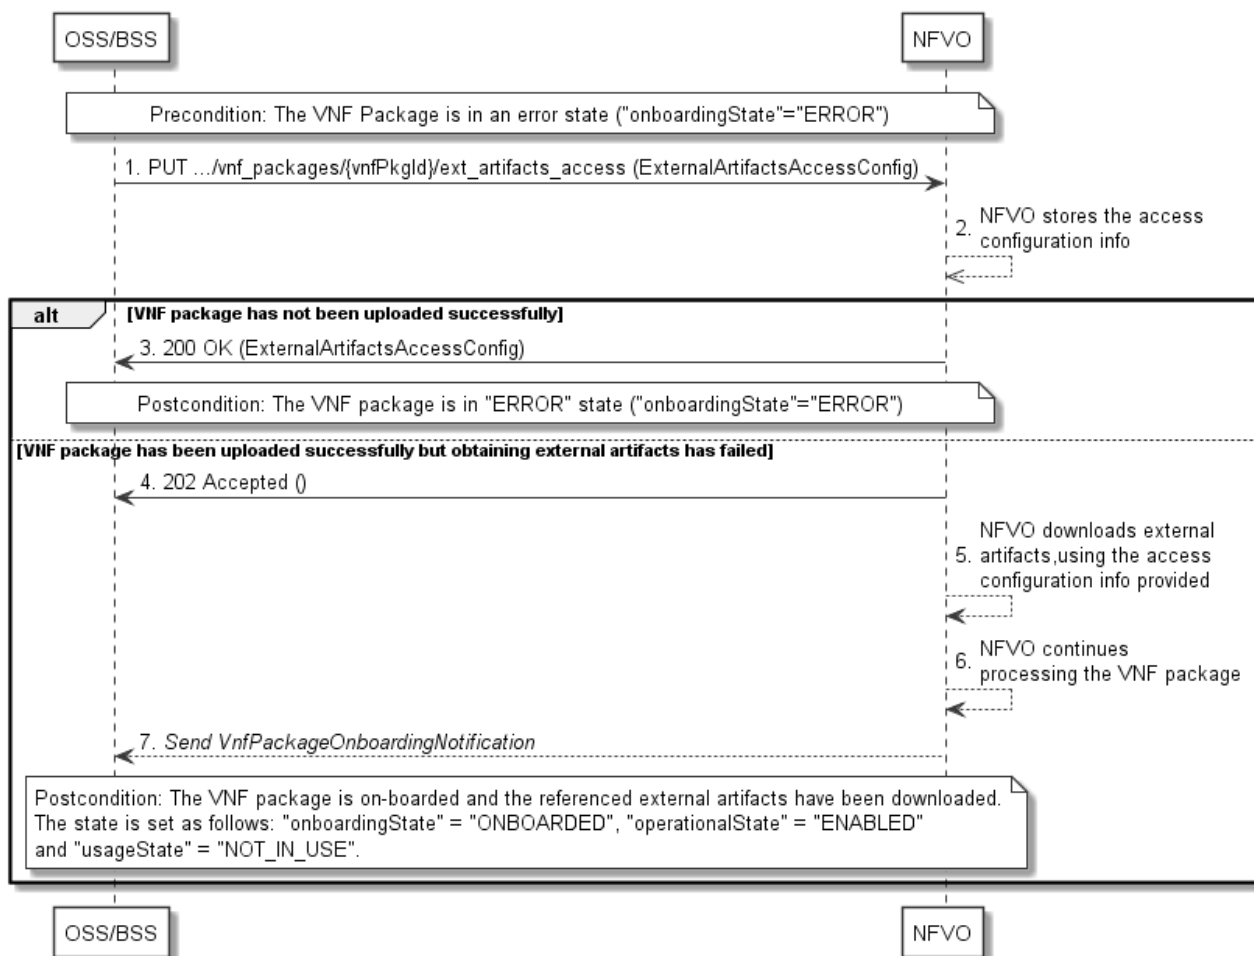 OSS/BSS
NFVO
Precondition: The VNF Package is in an error state ("onboardingState"="ERROR")
1. PUT .../vnf_packages/{vnfPkgId}/ext_artifacts_access (ExternalArtifactsAccessConfig)
2. NFVO stores the access
configuration info
alt
[VNF package has not been uploaded successfully]
3. 200 OK (ExternalArtifactsAccessConfig)
Postcondition: The VNF package is in "ERROR" state ("onboardingState"="ERROR")
[VNF package has been uploaded successfully but obtaining external artifacts has failed]
4. 202 Accepted ()
NFVO downloads external
5. artifacts,using the access
configuration info provided
6. NFVO continues
processing the VNF package
7. Send VnfPackageOnboardingNotification
Postcondition: The VNF package is on-boarded and the referenced external artifacts have been downloaded.
The state is set as follows: "onboardingState" = "ONBOARDED", "operationalState" = "ENABLED"
and "usageState" = "NOT_IN_USE".
OSS/BSS
NFVO